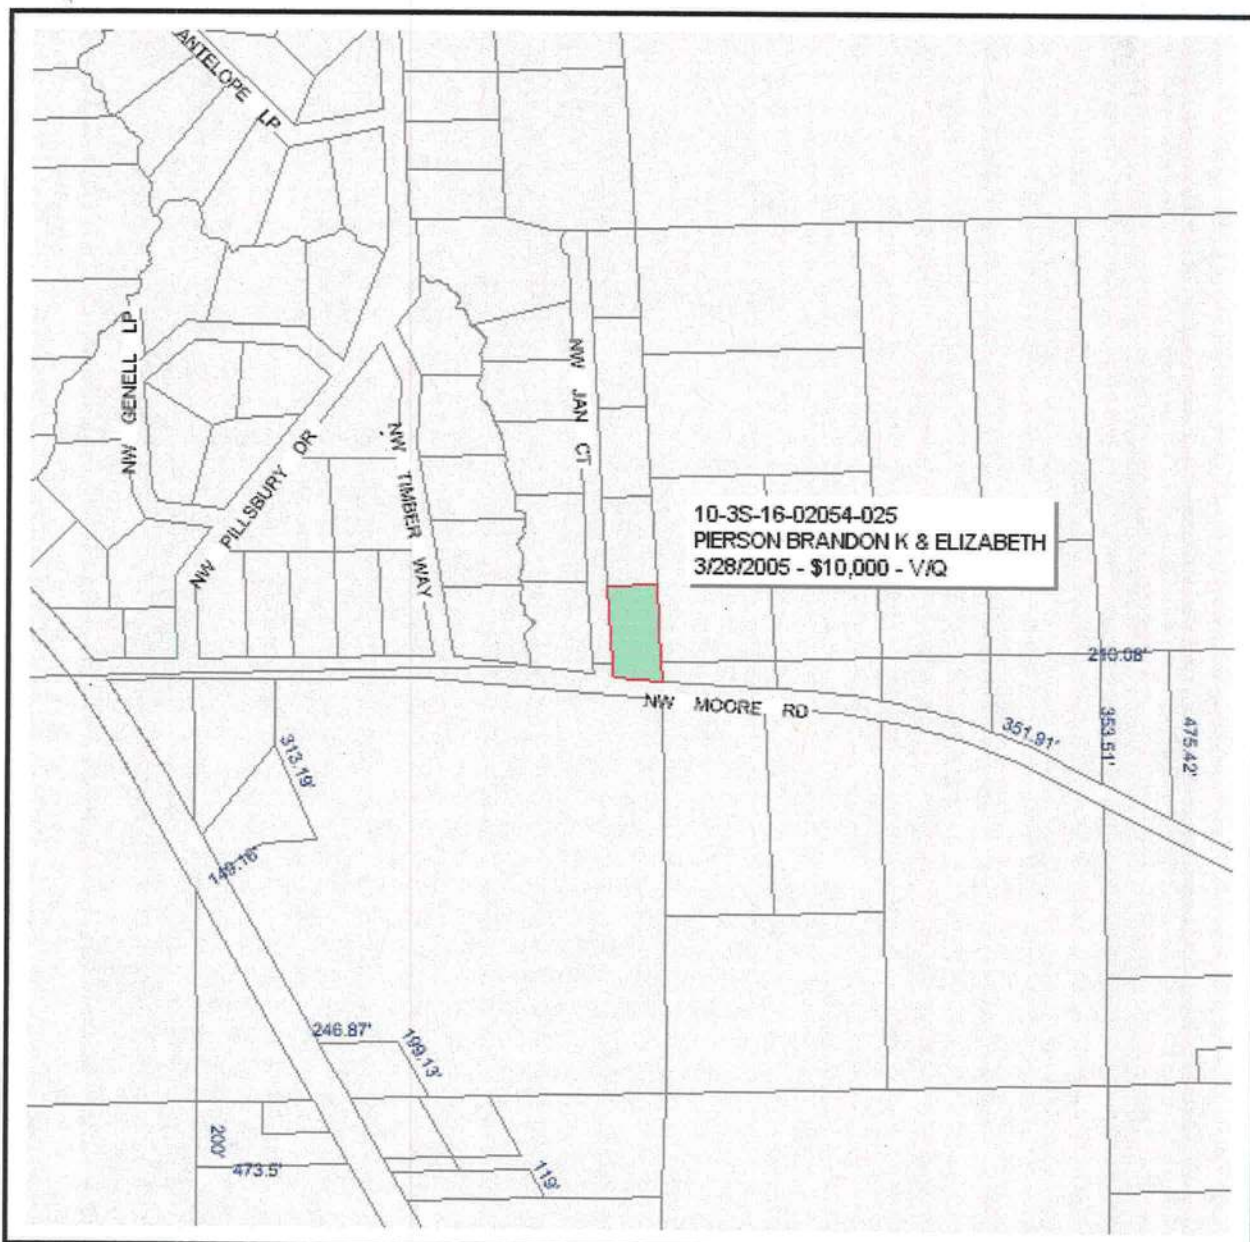 ANTELOPE LP
NW GENELL LP
NW PILLSBURY DR
NW TIMBER WAY
NW JAN CT
10-3S-16-02054-025
PIERSON BRANDON K & ELIZABETH
3/28/2005 - $10,000 - V/Q
210.08'
NW MOORE RD
351.91'
353.51'
475.42'
313.19'
149.16'
246.87'
199.13'
200'
473.5'
119'